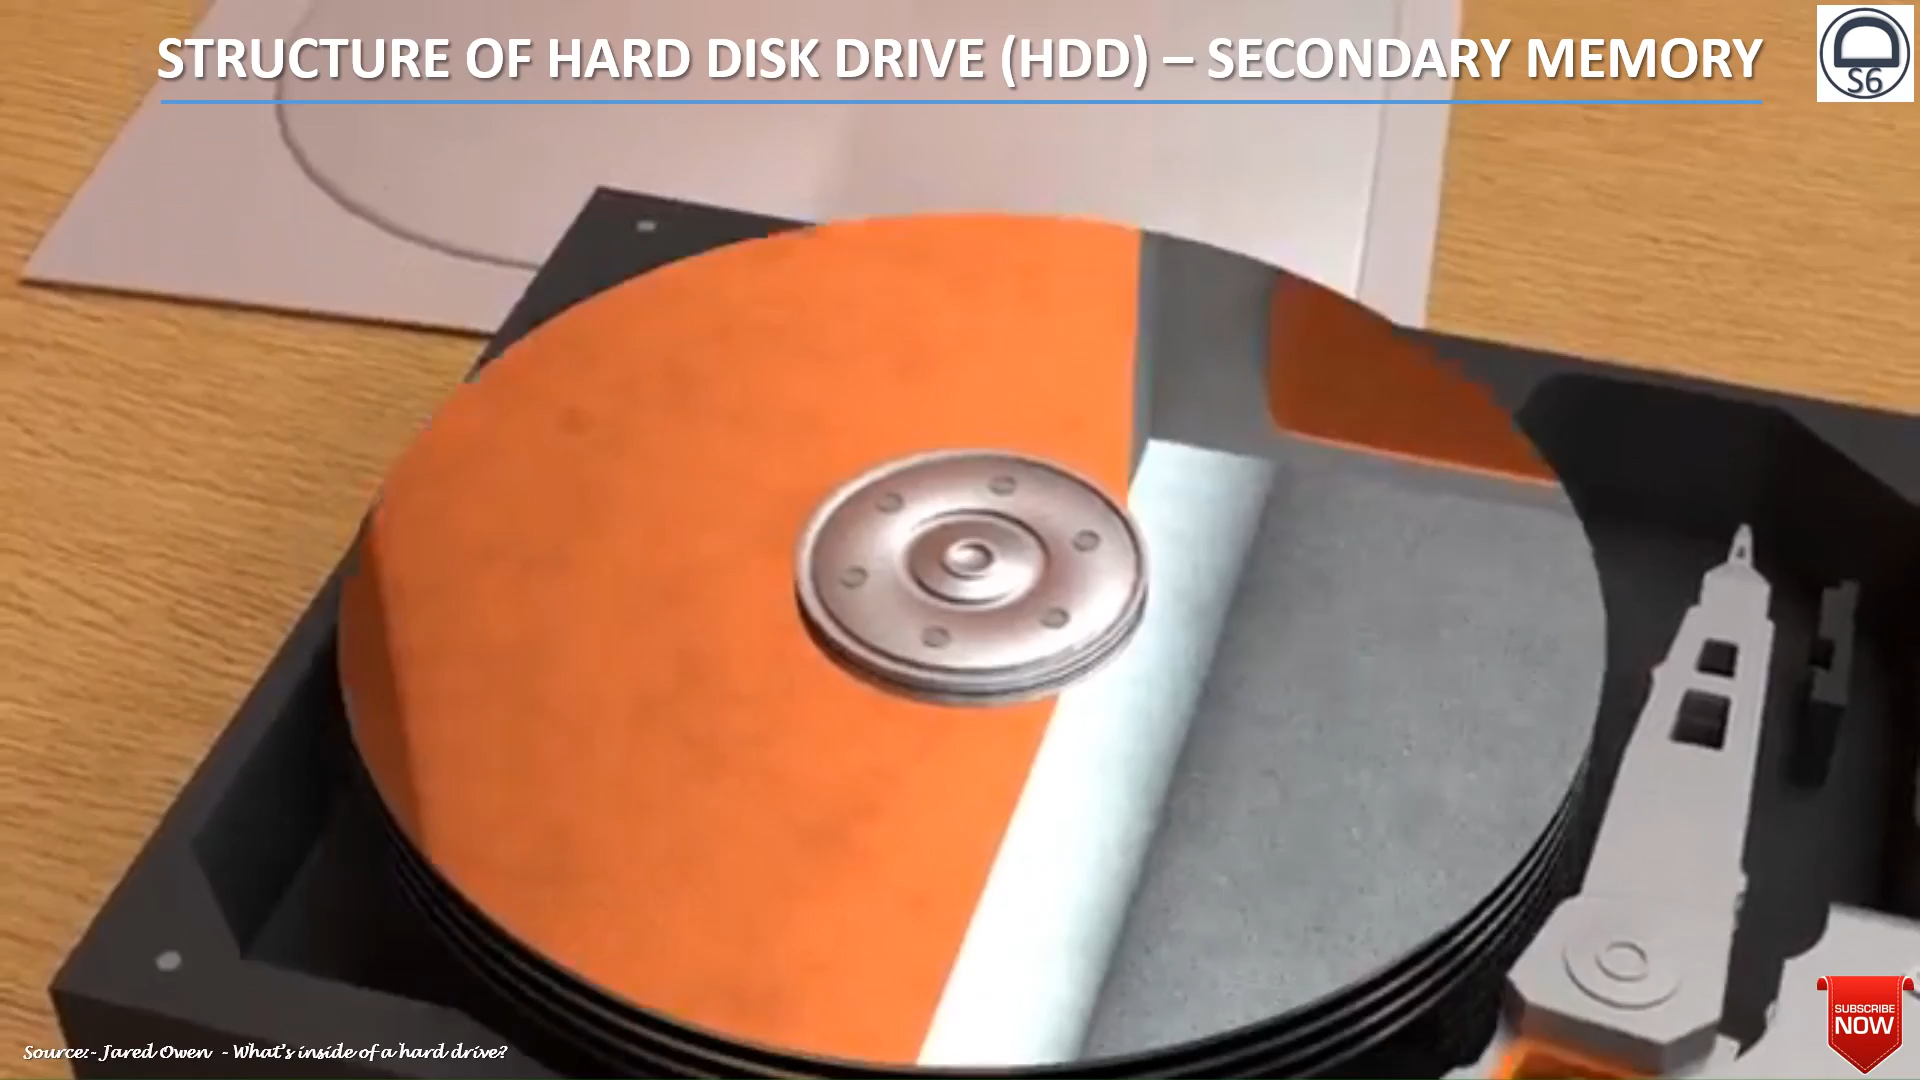 STRUCTURE OF HARD DISK DRIVE (HDD) – SECONDARY MEMORY
S6
Source:- Jared Owen - What's inside of a hard drive?
SUBSCRIBE
NOW